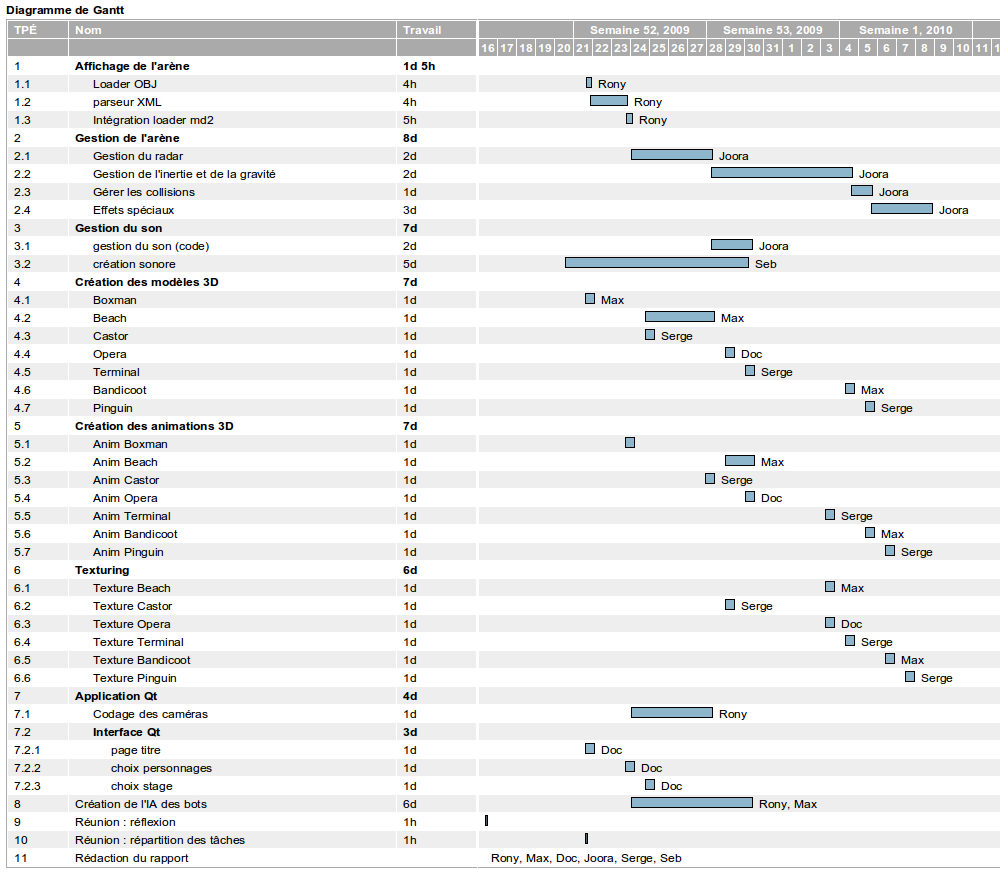 Diagramme de Gantt
TPÉ Nom Travail Semaine 52, 2009 Semaine 53, 2009 Semaine 1, 2010
16 17 18 19 20 21 22 23 24 25 26 27 28 29 30 31 1 2 3 4 5 6 7 8 9 10 11
1 Affichage de l'arène 1d 5h
1.1 Loader OBJ 4h Rony
1.2 parseur XML 4h Rony
1.3 Intégration loader md2 5h Rony
2 Gestion de l'arène 8d
2.1 Gestion du radar 2d Joora
2.2 Gestion de l'inertie et de la gravité 2d Joora
2.3 Gérer les collisions 1d Joora
2.4 Effets spéciaux 3d Joora
3 Gestion du son 7d
3.1 gestion du son (code) 2d Joora
3.2 création sonore 5d Seb
4 Création des modèles 3D 7d
4.1 Boxman 1d Max
4.2 Beach 1d Max
4.3 Castor 1d Serge
4.4 Opera 1d Doc
4.5 Terminal 1d Serge
4.6 Bandicoot 1d Max
4.7 Pinguin 1d Serge
5 Création des animations 3D 7d
5.1 Anim Boxman 1d
5.2 Anim Beach 1d Max
5.3 Anim Castor 1d Serge
5.4 Anim Opera 1d Doc
5.5 Anim Terminal 1d Serge
5.6 Anim Bandicoot 1d Max
5.7 Anim Pinguin 1d Serge
6 Texturing 6d
6.1 Texture Beach 1d Max
6.2 Texture Castor 1d Serge
6.3 Texture Opera 1d Doc
6.4 Texture Terminal 1d Serge
6.5 Texture Bandicoot 1d Max
6.6 Texture Pinguin 1d Serge
7 Application Qt 4d
7.1 Codage des caméras 1d Rony
7.2 Interface Qt 3d
7.2.1 page titre 1d Doc
7.2.2 choix personnages 1d Doc
7.2.3 choix stage 1d Doc
8 Création de l'IA des bots 6d Rony, Max
9 Réunion : réflexion 1h
10 Réunion : répartition des tâches 1h
11 Rédaction du rapport Rony, Max, Doc, Joora, Serge, Seb